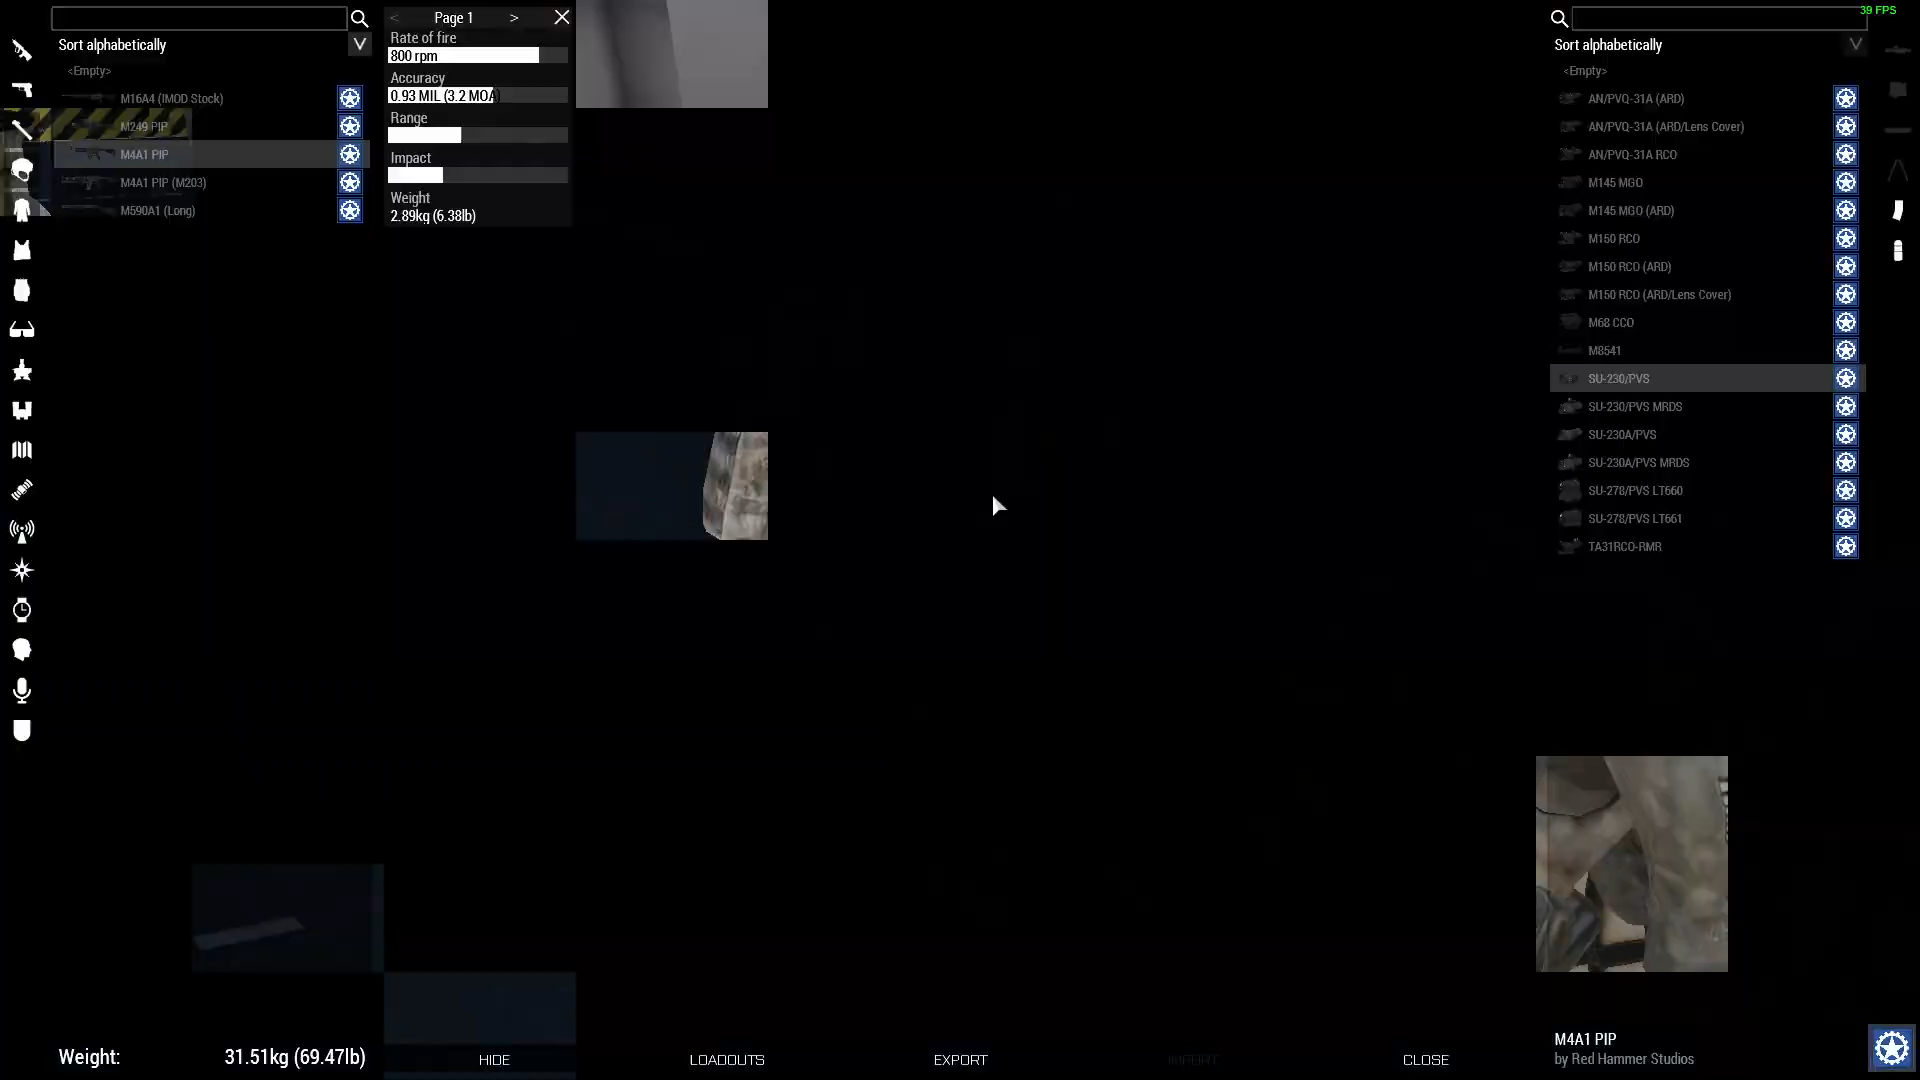 Sort alphabetically
<Empty>
M16A4 (IMOD Stock)
M249 PIP
M4A1 PIP
M4A1 PIP (M203)
M590A1 (Long)
< Page 1 >
Rate of fire
800 rpm
Accuracy
0.93 MIL (3.2 MOA)
Range
Impact
Weight
2.89kg (6.38lb)
39 FPS
Sort alphabetically
<Empty>
AN/PVQ-31A (ARD)
AN/PVQ-31A (ARD/Lens Cover)
AN/PVQ-31A RCO
M145 MGO
M145 MGO (ARD)
M150 RCO
M150 RCO (ARD)
M150 RCO (ARD/Lens Cover)
M68 CCO
M8541
SU-230/PVS
SU-230/PVS MRDS
SU-230A/PVS
SU-230A/PVS MRDS
SU-278/PVS LT660
SU-278/PVS LT661
TA31RCO-RMR
Weight: 31.51kg (69.47lb)
HIDE
LOADOUTS
EXPORT
IMPORT
CLOSE
M4A1 PIP
by Red Hammer Studios